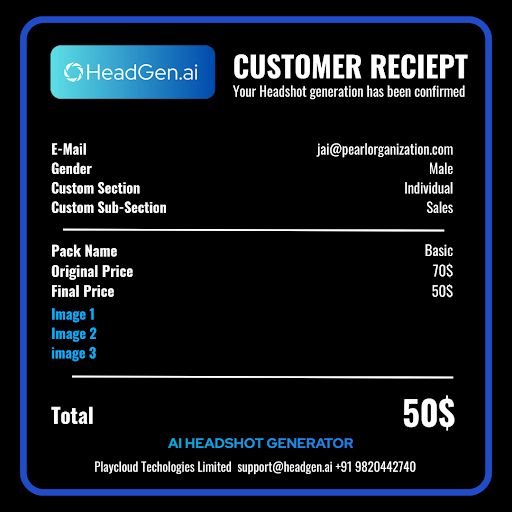 HeadGen.ai
CUSTOMER RECIEPT
Your Headshot generation has been confirmed
E-Mail jai@pearlorganization.com
Gender Male
Custom Section Individual
Custom Sub-Section Sales
Pack Name Basic
Original Price 70$
Final Price 50$
Image 1
Image 2
image 3
Total 50$
AI HEADSHOT GENERATOR
Playcloud Techologies Limited support@headgen.ai +91 9820442740